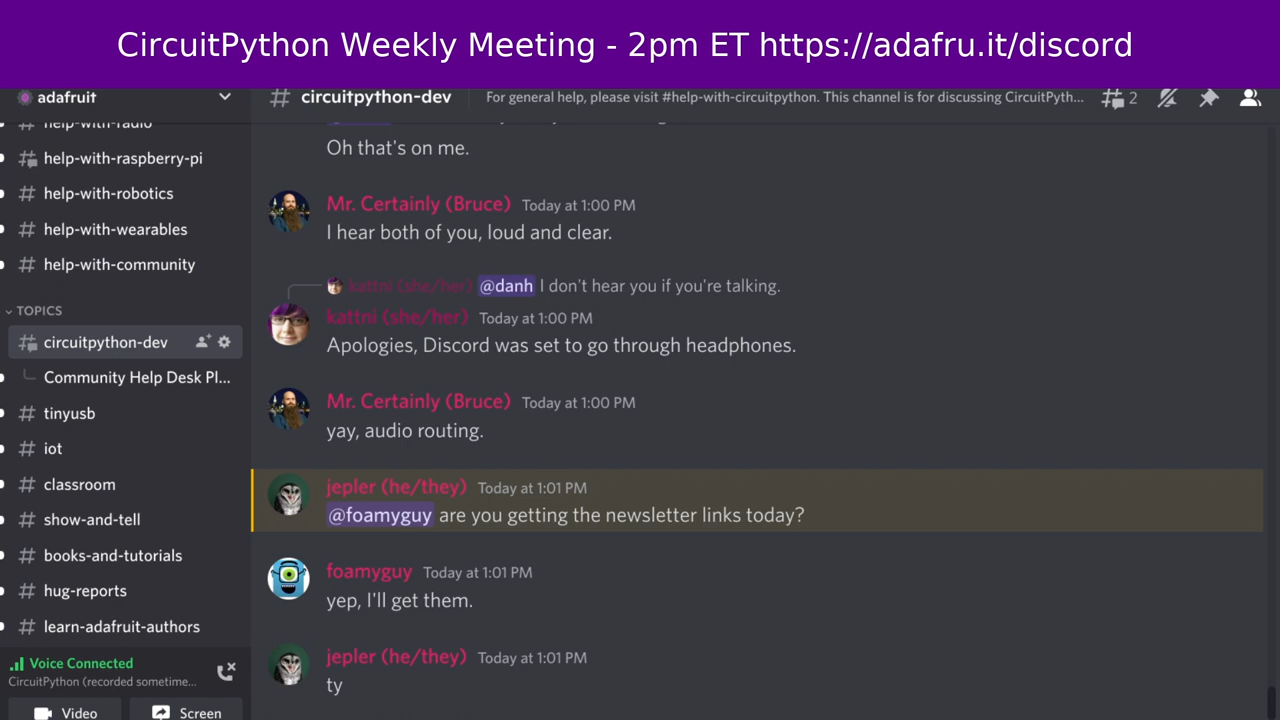 CircuitPython Weekly Meeting - 2pm ET https://adafru.it/discord
adafruit
circuitpython-dev
For general help, please visit #help-with-circuitpython. This channel is for discussing CircuitPyth...
2
help-with-radio
help-with-raspberry-pi
help-with-robotics
help-with-wearables
help-with-community
TOPICS
circuitpython-dev
Community Help Desk Pl...
tinyusb
iot
classroom
show-and-tell
books-and-tutorials
hug-reports
learn-adafruit-authors
Voice Connected
CircuitPython (recorded sometime...
Video
Screen
Oh that's on me.
Mr. Certainly (Bruce) Today at 1:00 PM
I hear both of you, loud and clear.
kattni (she/her) @danh I don't hear you if you're talking.
kattni (she/her) Today at 1:00 PM
Apologies, Discord was set to go through headphones.
Mr. Certainly (Bruce) Today at 1:00 PM
yay, audio routing.
jepler (he/they) Today at 1:01 PM
@foamyguy are you getting the newsletter links today?
foamyguy Today at 1:01 PM
yep, I'll get them.
jepler (he/they) Today at 1:01 PM
ty